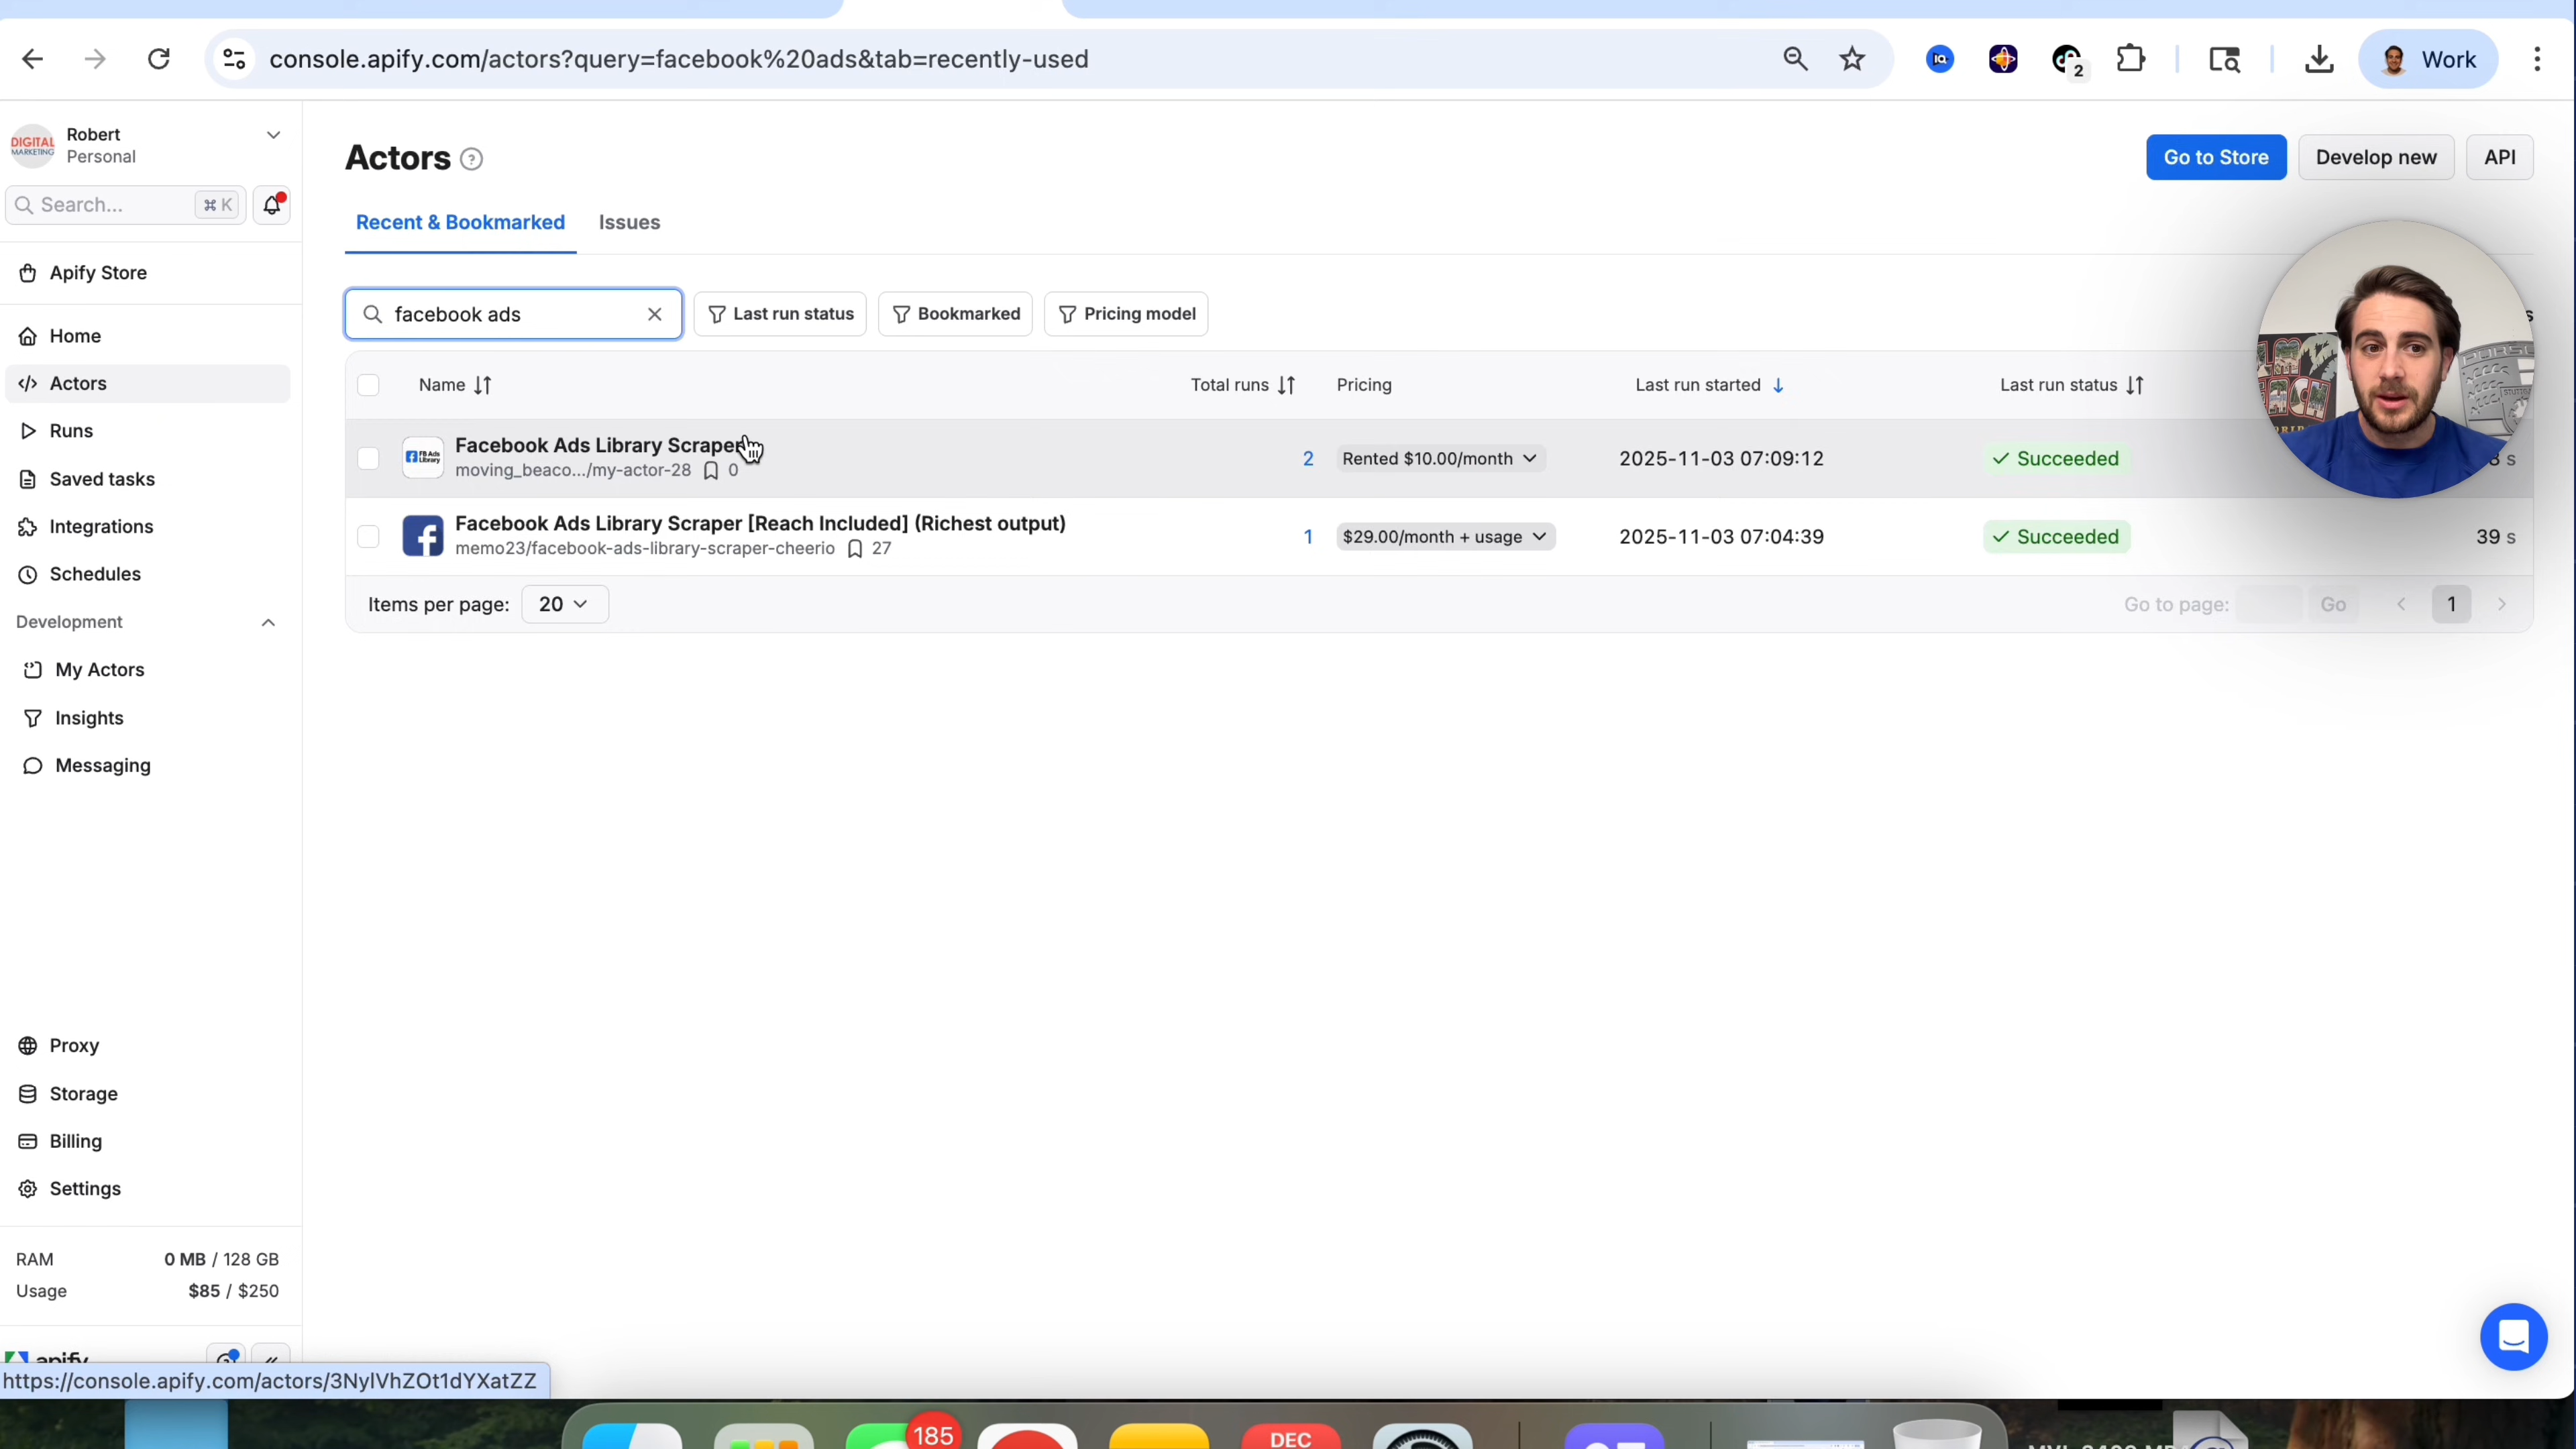 console.apify.com/actors?query=facebook%20ads&tab=recently-used
2
Work
DIGITAL
MARKETING
Robert
Personal
Search...
⌘ K
Apify Store
Home
Actors
Runs
Saved tasks
Integrations
Schedules
Development
My Actors
Insights
Messaging
Proxy
Storage
Billing
Settings
RAM 0 MB / 128 GB
Usage $85 / $250
apify
https://console.apify.com/actors/3NylVhZOt1dYXatZZ
Actors
Go to Store
Develop new
API
Recent & Bookmarked
Issues
facebook ads
Last run status
Bookmarked
Pricing model
Name
Total runs
Pricing
Last run started
Last run status
FB Ads
Library
Facebook Ads Library Scraper
moving_beaco.../my-actor-28 0
2
Rented $10.00/month
2025-11-03 07:09:12
Succeeded
s
Facebook Ads Library Scraper [Reach Included] (Richest output)
memo23/facebook-ads-library-scraper-cheerio 27
1
$29.00/month + usage
2025-11-03 07:04:39
Succeeded
39 s
Items per page: 20
Go to page:
Go
1
185
DEC